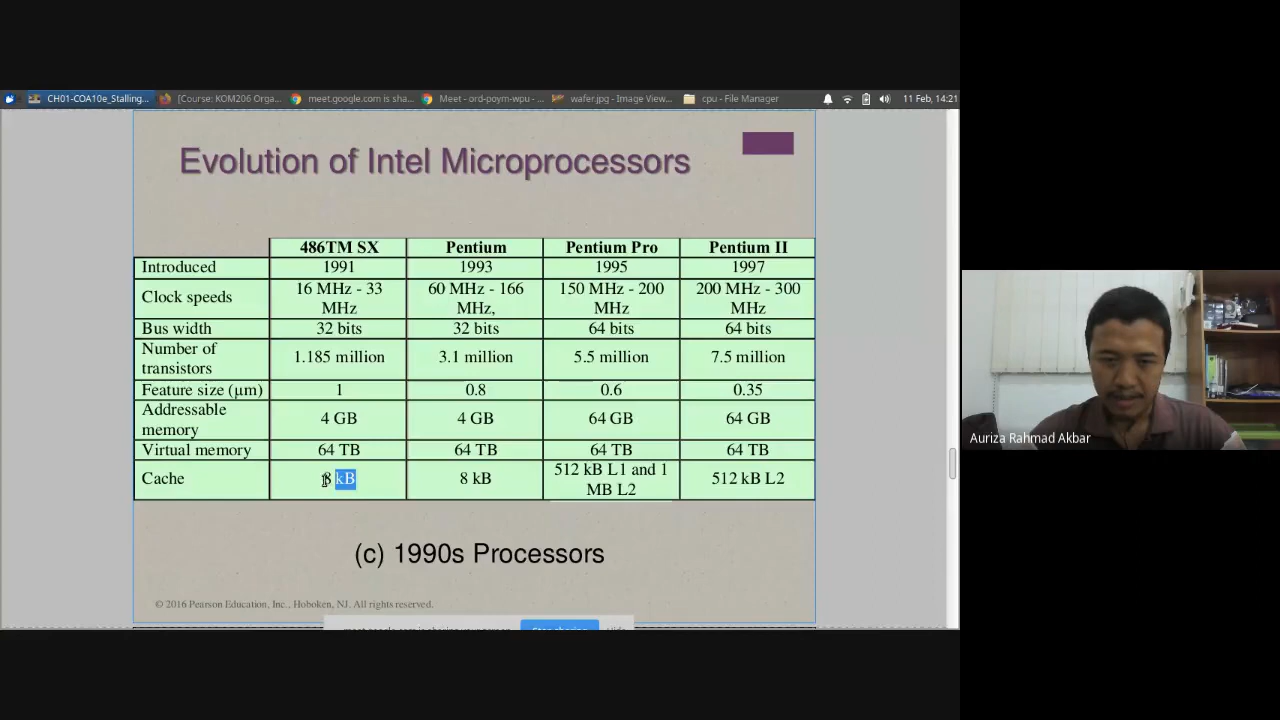 CH01-COA10e_Stalling... [Course: KOM206 Orga... meet.google.com is sha... Meet - ord-poym-wpu - ... wafer.jpg - Image View... cpu - File Manager 11 Feb, 14:21
Evolution of Intel Microprocessors
486TM SX Pentium Pentium Pro Pentium II
Introduced 1991 1993 1995 1997
Clock speeds 16 MHz - 33 MHz 60 MHz - 166 MHz, 150 MHz - 200 MHz 200 MHz - 300 MHz
Bus width 32 bits 32 bits 64 bits 64 bits
Number of transistors 1.185 million 3.1 million 5.5 million 7.5 million
Feature size (µm) 1 0.8 0.6 0.35
Addressable memory 4 GB 4 GB 64 GB 64 GB
Virtual memory 64 TB 64 TB 64 TB 64 TB
Cache 8 kB 8 kB 512 kB L1 and 1 MB L2 512 kB L2
(c) 1990s Processors
© 2016 Pearson Education, Inc., Hoboken, NJ. All rights reserved.
Auriza Rahmad Akbar